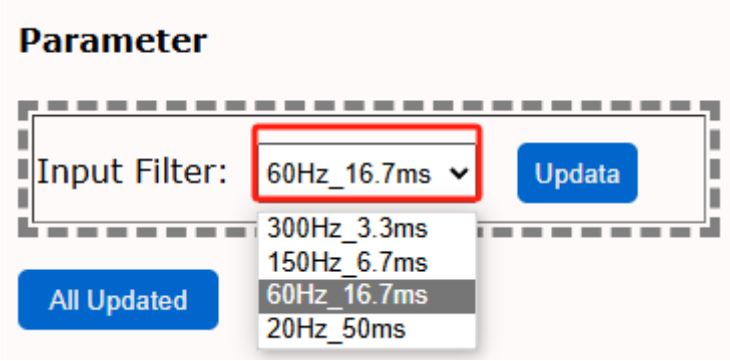 Parameter
Input Filter: 60Hz_16.7ms Updata
300Hz_3.3ms
150Hz_6.7ms
60Hz_16.7ms
20Hz_50ms
All Updated